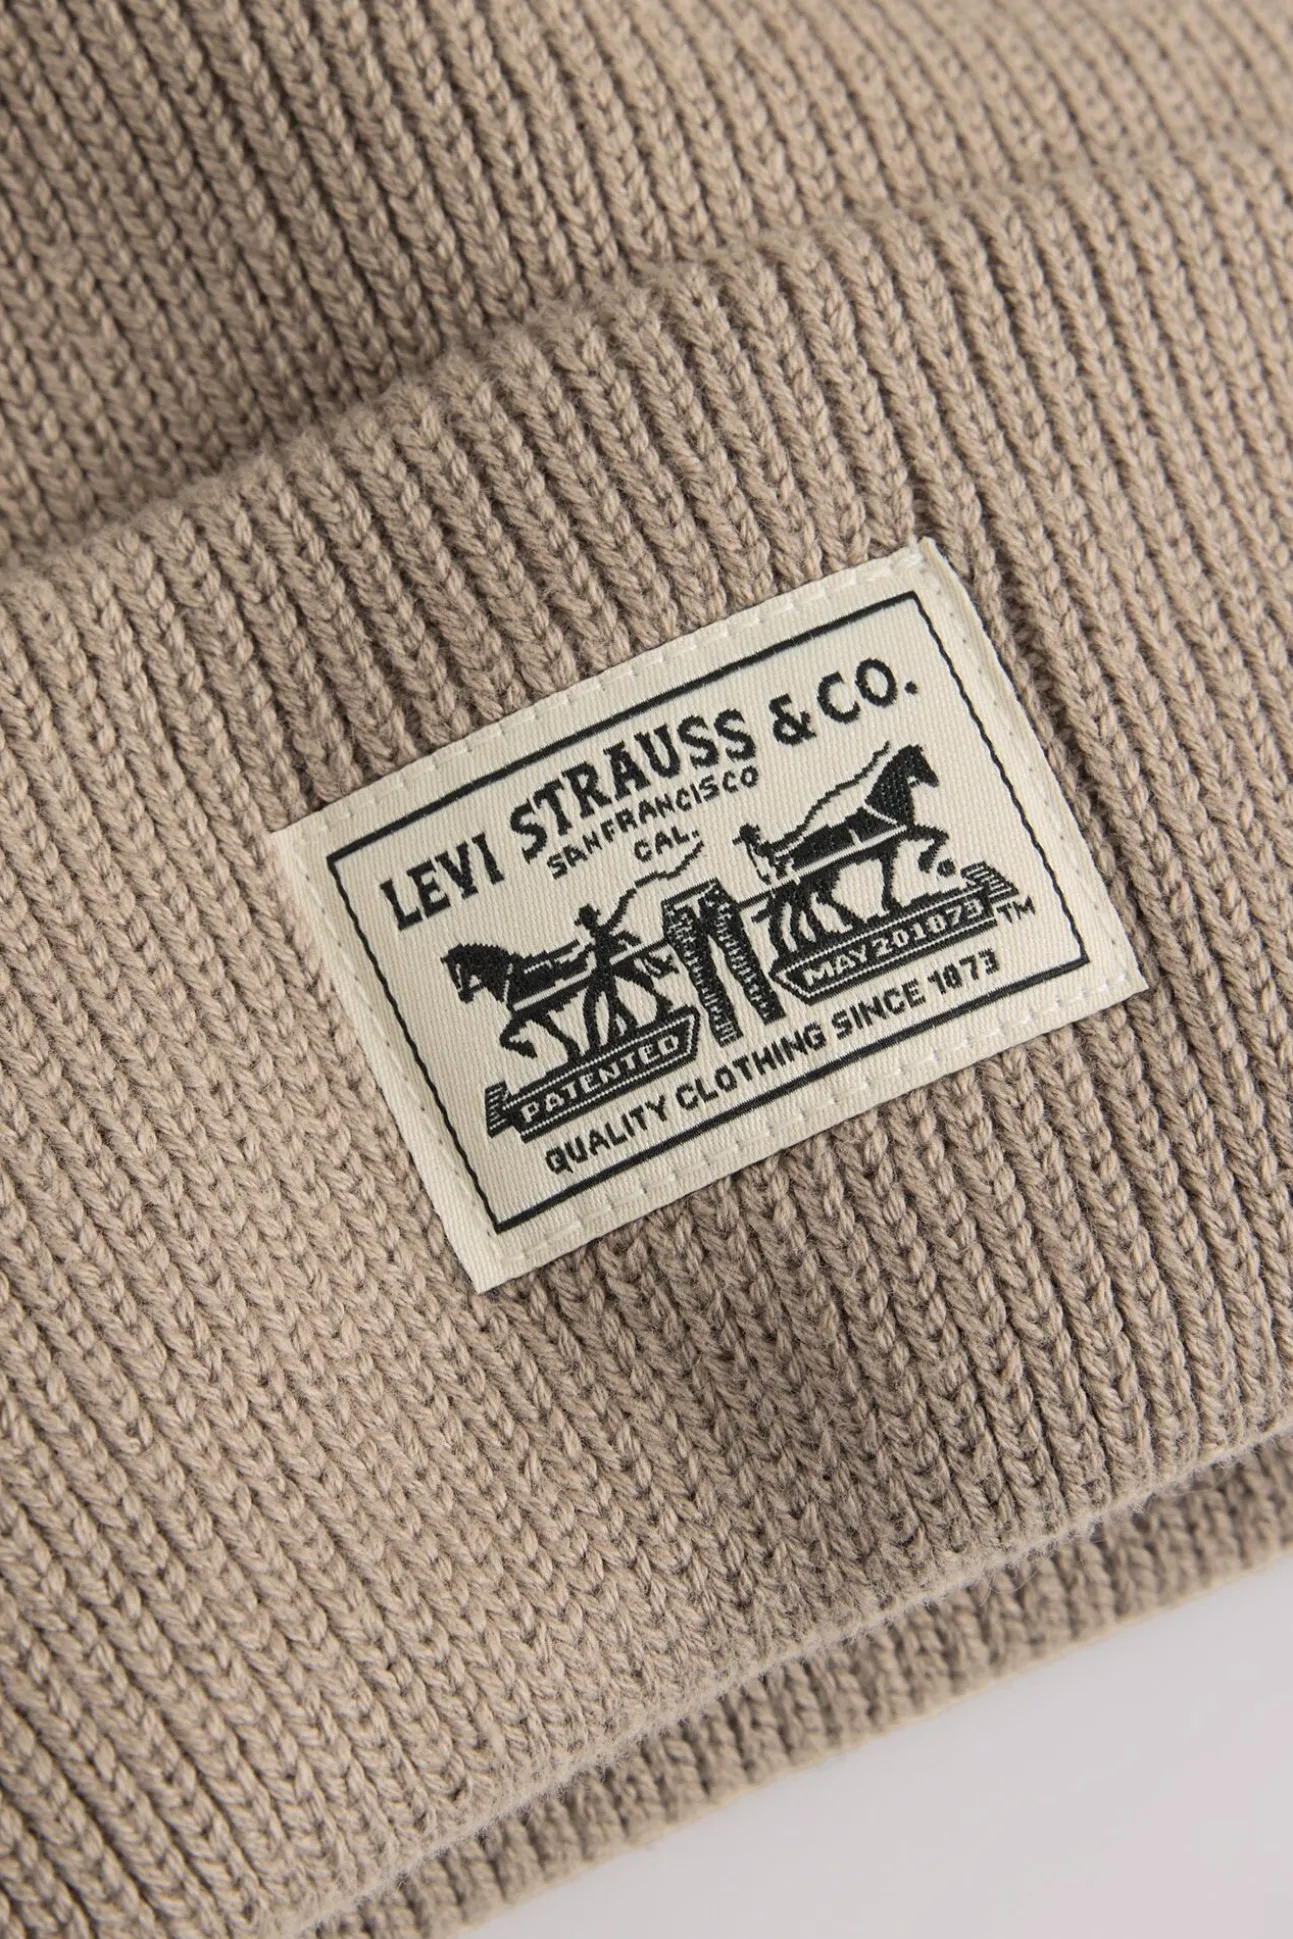 LEVI STRAUSS & CO.
SAN FRANCISCO
CAL.
PATENTED
MAY 20 1873 TM
QUALITY CLOTHING SINCE 1873